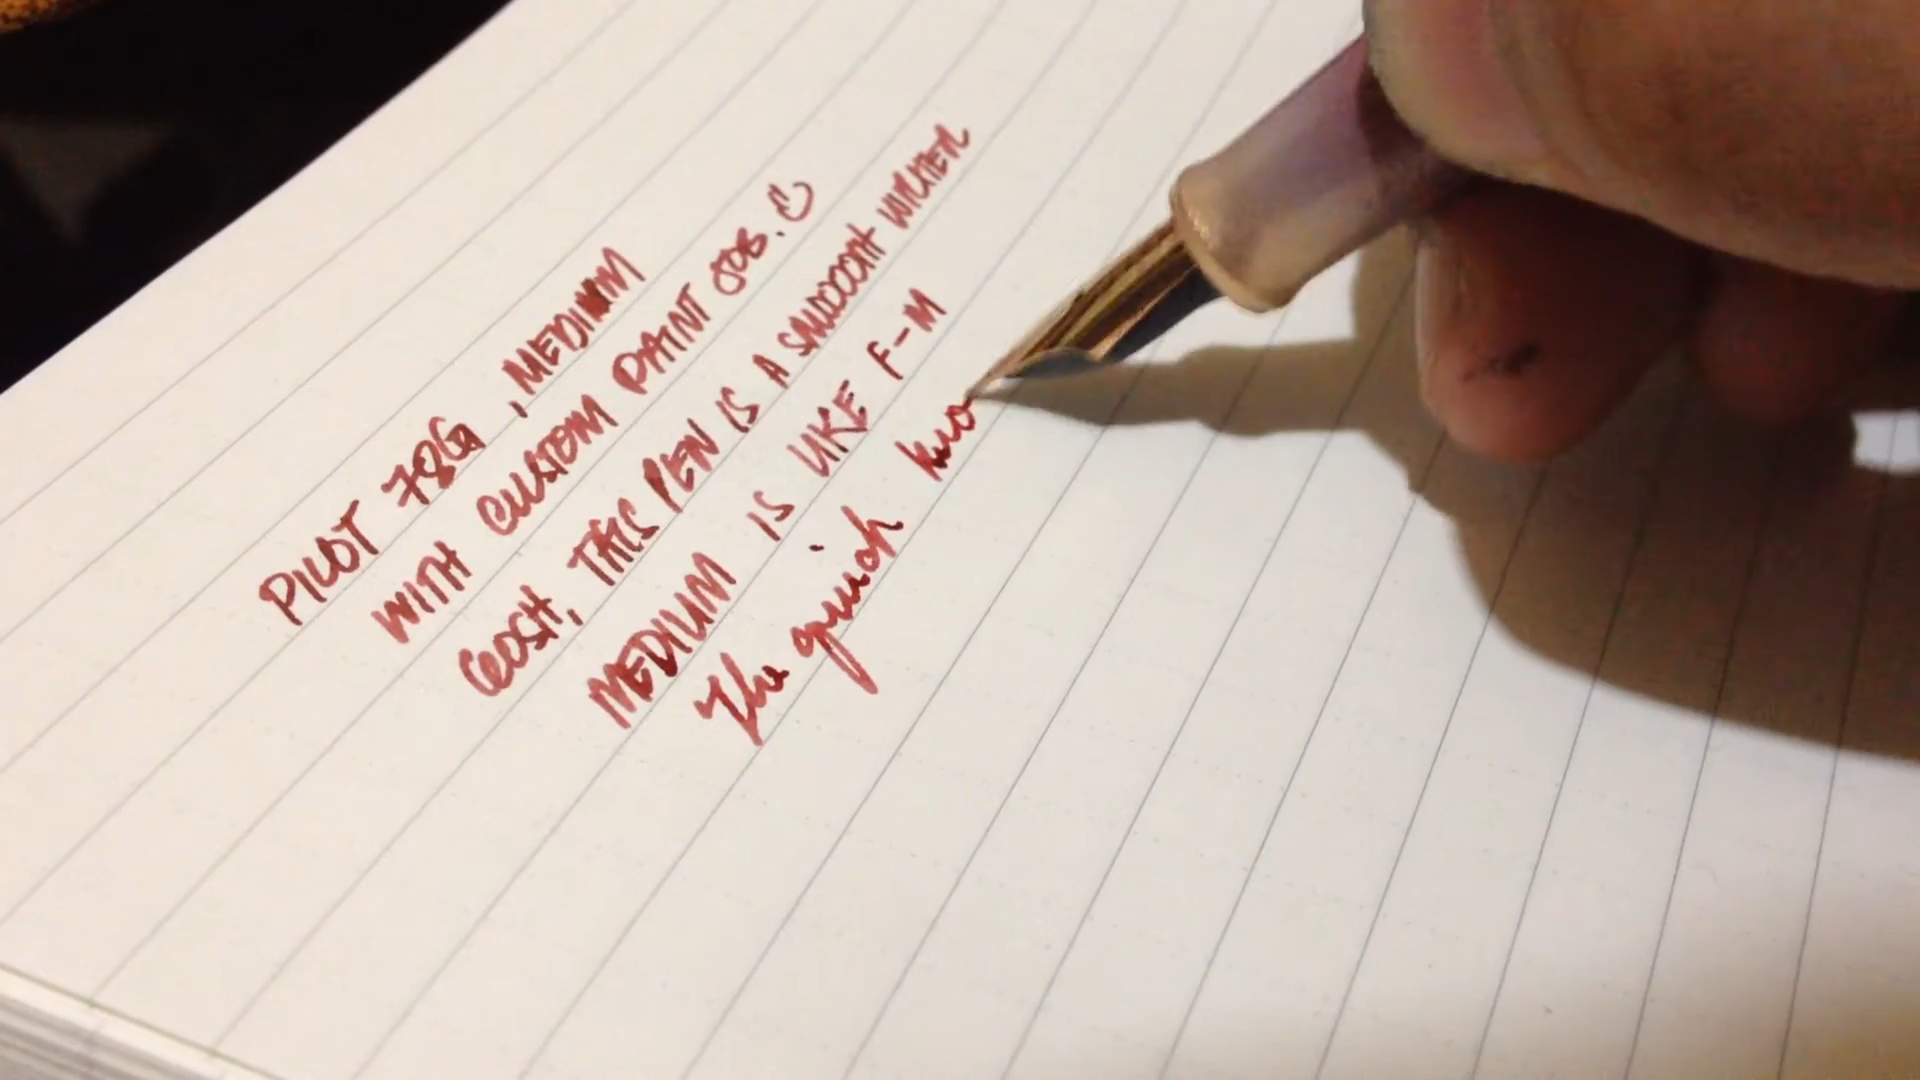 PILOT 78G, MEDIUM
WITH CUSTOM PAINT JOB.
GOSH, THIS PEN IS A SMOOOOTH WRITER
MEDIUM IS LIKE F-M
The quick